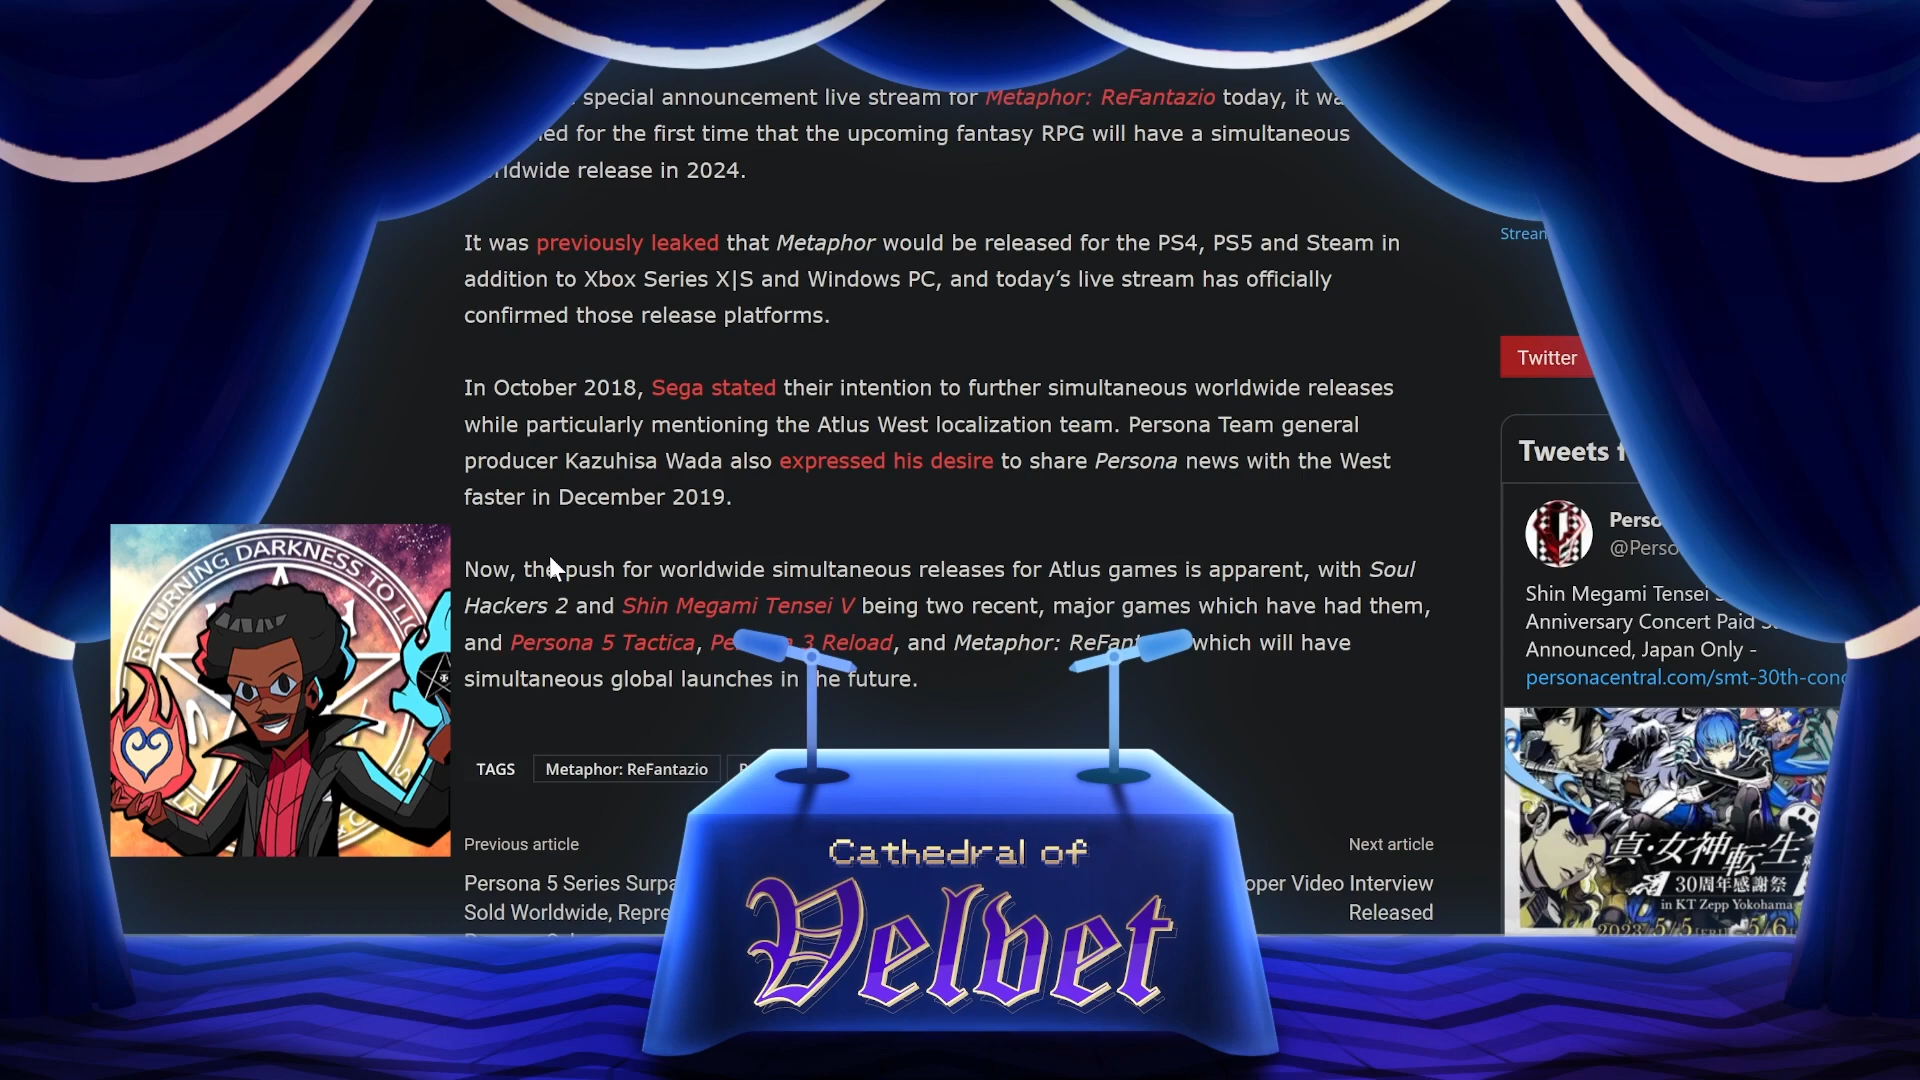 special announcement live stream for Metaphor: ReFantazio today, it
for the first time that the upcoming fantasy RPG will have a simultaneous
release in 2024.
It was previously leaked that Metaphor would be released for the PS4, PS5 and Steam in
addition to Xbox Series X|S and Windows PC, and today’s live stream has officially
confirmed those release platforms.
In October 2018, Sega stated their intention to further simultaneous worldwide releases
while particularly mentioning the Atlus West localization team. Persona Team general
producer Kazuhisa Wada also expressed his desire to share Persona news with the West
faster in December 2019.
Now, the push for worldwide simultaneous releases for Atlus games is apparent, with Soul
Hackers 2 and Shin Megami Tensei V being two recent, major games which have had them,
and Persona 5 Tactica, 3 Reload, and Metaphor: which will have
simultaneous global launches in the future.
TAGS Metaphor: ReFantazio
Previous article
Persona 5 Series
Sold Worldwide,
Next article
Video Interview
Released
Twitter
Tweets
Shin Megami Tensei
Anniversary Concert Paid
Announced, Japan Only -
personacentral.com/smt-30th-conc
真・女神転生
30周年感謝祭
in KT Zepp Yokohama
2023/5/5[FRI]-5/6
RETURNING DARKNESS TO
Cathedral of
Velvet